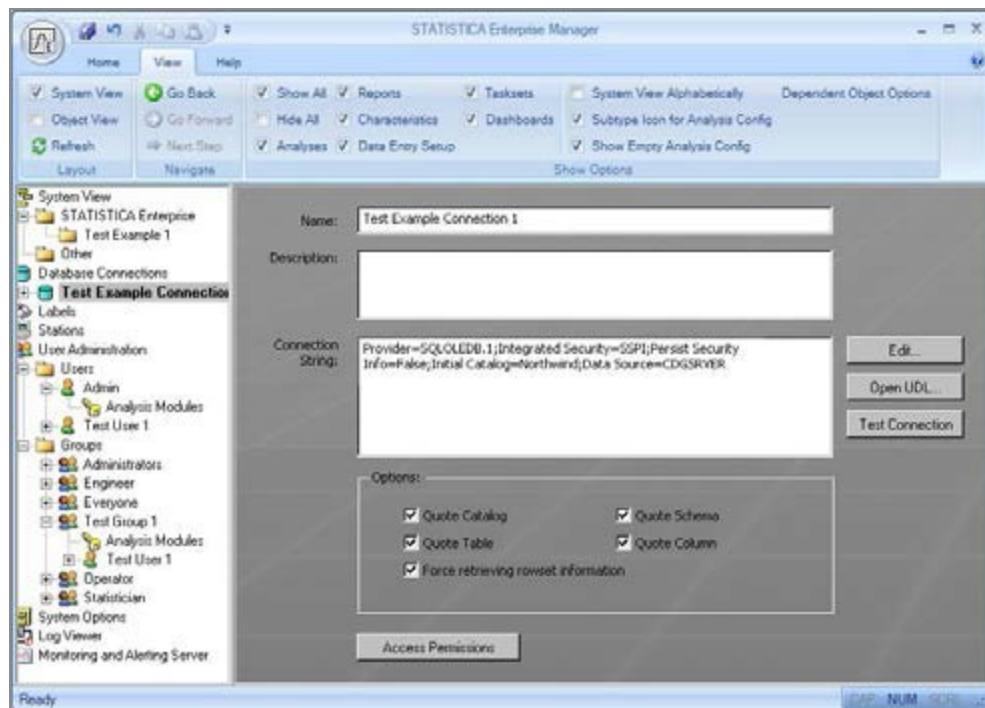 STATISTICA Enterprise Manager
Home View Help
System View Go Back Show All Reports Tasksets System View Alphabetically Dependent Object Options
Object View Go Forward Hide All Characteristics Dashboards Subtype Icon for Analysis Config
Refresh Next Step Analyses Data Entry Setup Show Empty Analysis Config
Layout Navigate Show Options
System View
STATISTICA Enterprise
Test Example 1
Other
Database Connections
Test Example Connection
Labels
Stations
User Administration
Users
Admin
Analysis Modules
Test User 1
Groups
Administrators
Engineer
Everyone
Test Group 1
Analysis Modules
Test User 1
Operator
Statistician
System Options
Log Viewer
Monitoring and Alerting Server
Name: Test Example Connection 1
Description:
Connection String:
Provider=SQLOLEDB.1;Integrated Security=SSPI;Persist Security
Info=False;Initial Catalog=Northwind;Data Source=CDGSRVER
Edit...
Open UDL...
Test Connection
Options:
Quote Catalog Quote Schema
Quote Table Quote Column
Force retrieving rowset information
Access Permissions
Ready CAP NUM SCRL